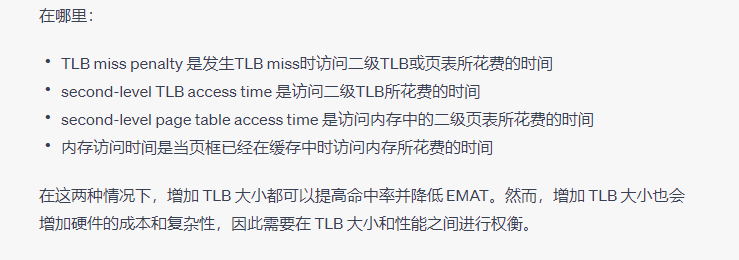 在哪里：
• TLB miss penalty 是发生TLB miss时访问二级TLB或页表所花费的时间
• second-level TLB access time 是访问二级TLB所花费的时间
• second-level page table access time 是访问内存中的二级页表所花费的时间
• 内存访问时间是当页框已经在缓存中时访问内存所花费的时间
在这两种情况下，增加 TLB 大小都可以提高命中率并降低 EMAT。然而，增加 TLB 大小也会
增加硬件的成本和复杂性，因此需要在 TLB 大小和性能之间进行权衡。